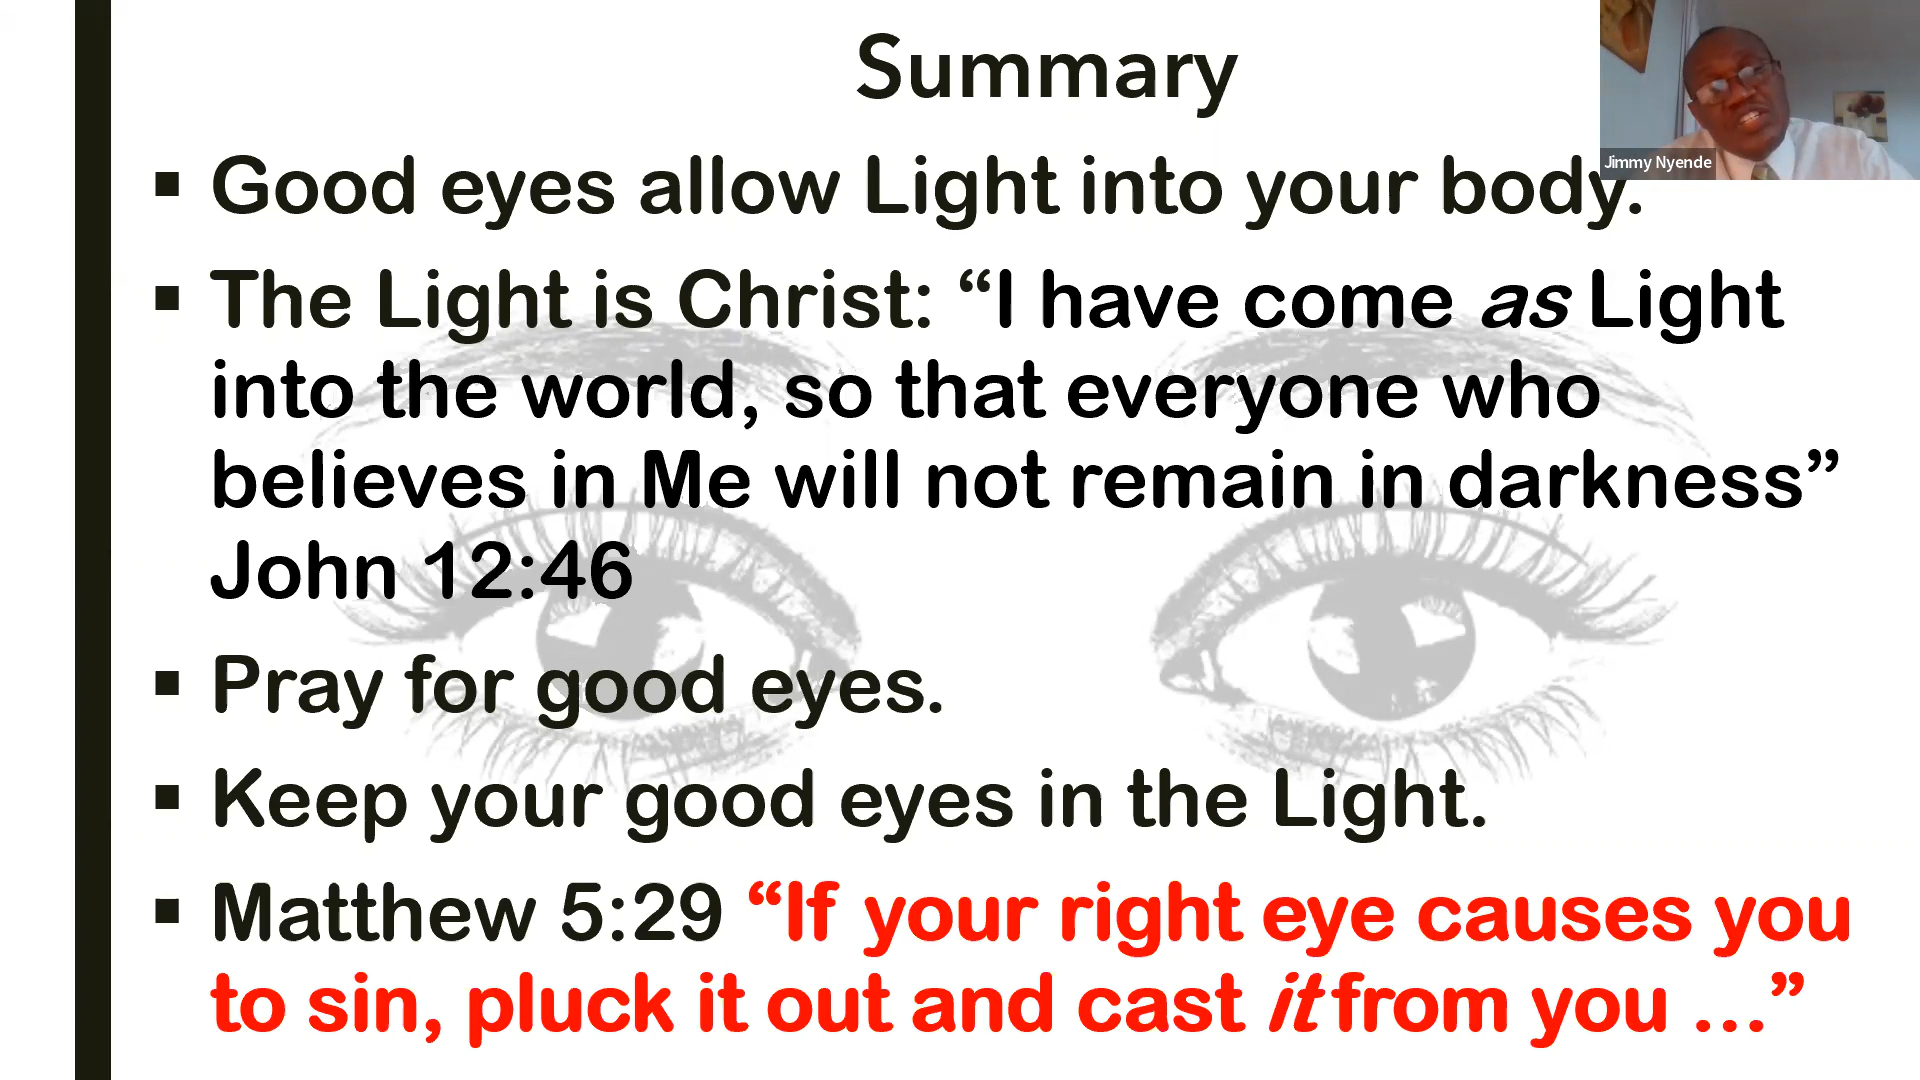 Summary
Jimmy Nyende
▪ Good eyes allow Light into your body.
▪ The Light is Christ: “I have come as Light
into the world, so that everyone who
believes in Me will not remain in darkness”
John 12:46
▪ Pray for good eyes.
▪ Keep your good eyes in the Light.
▪ Matthew 5:29 “If your right eye causes you
to sin, pluck it out and cast it from you …”